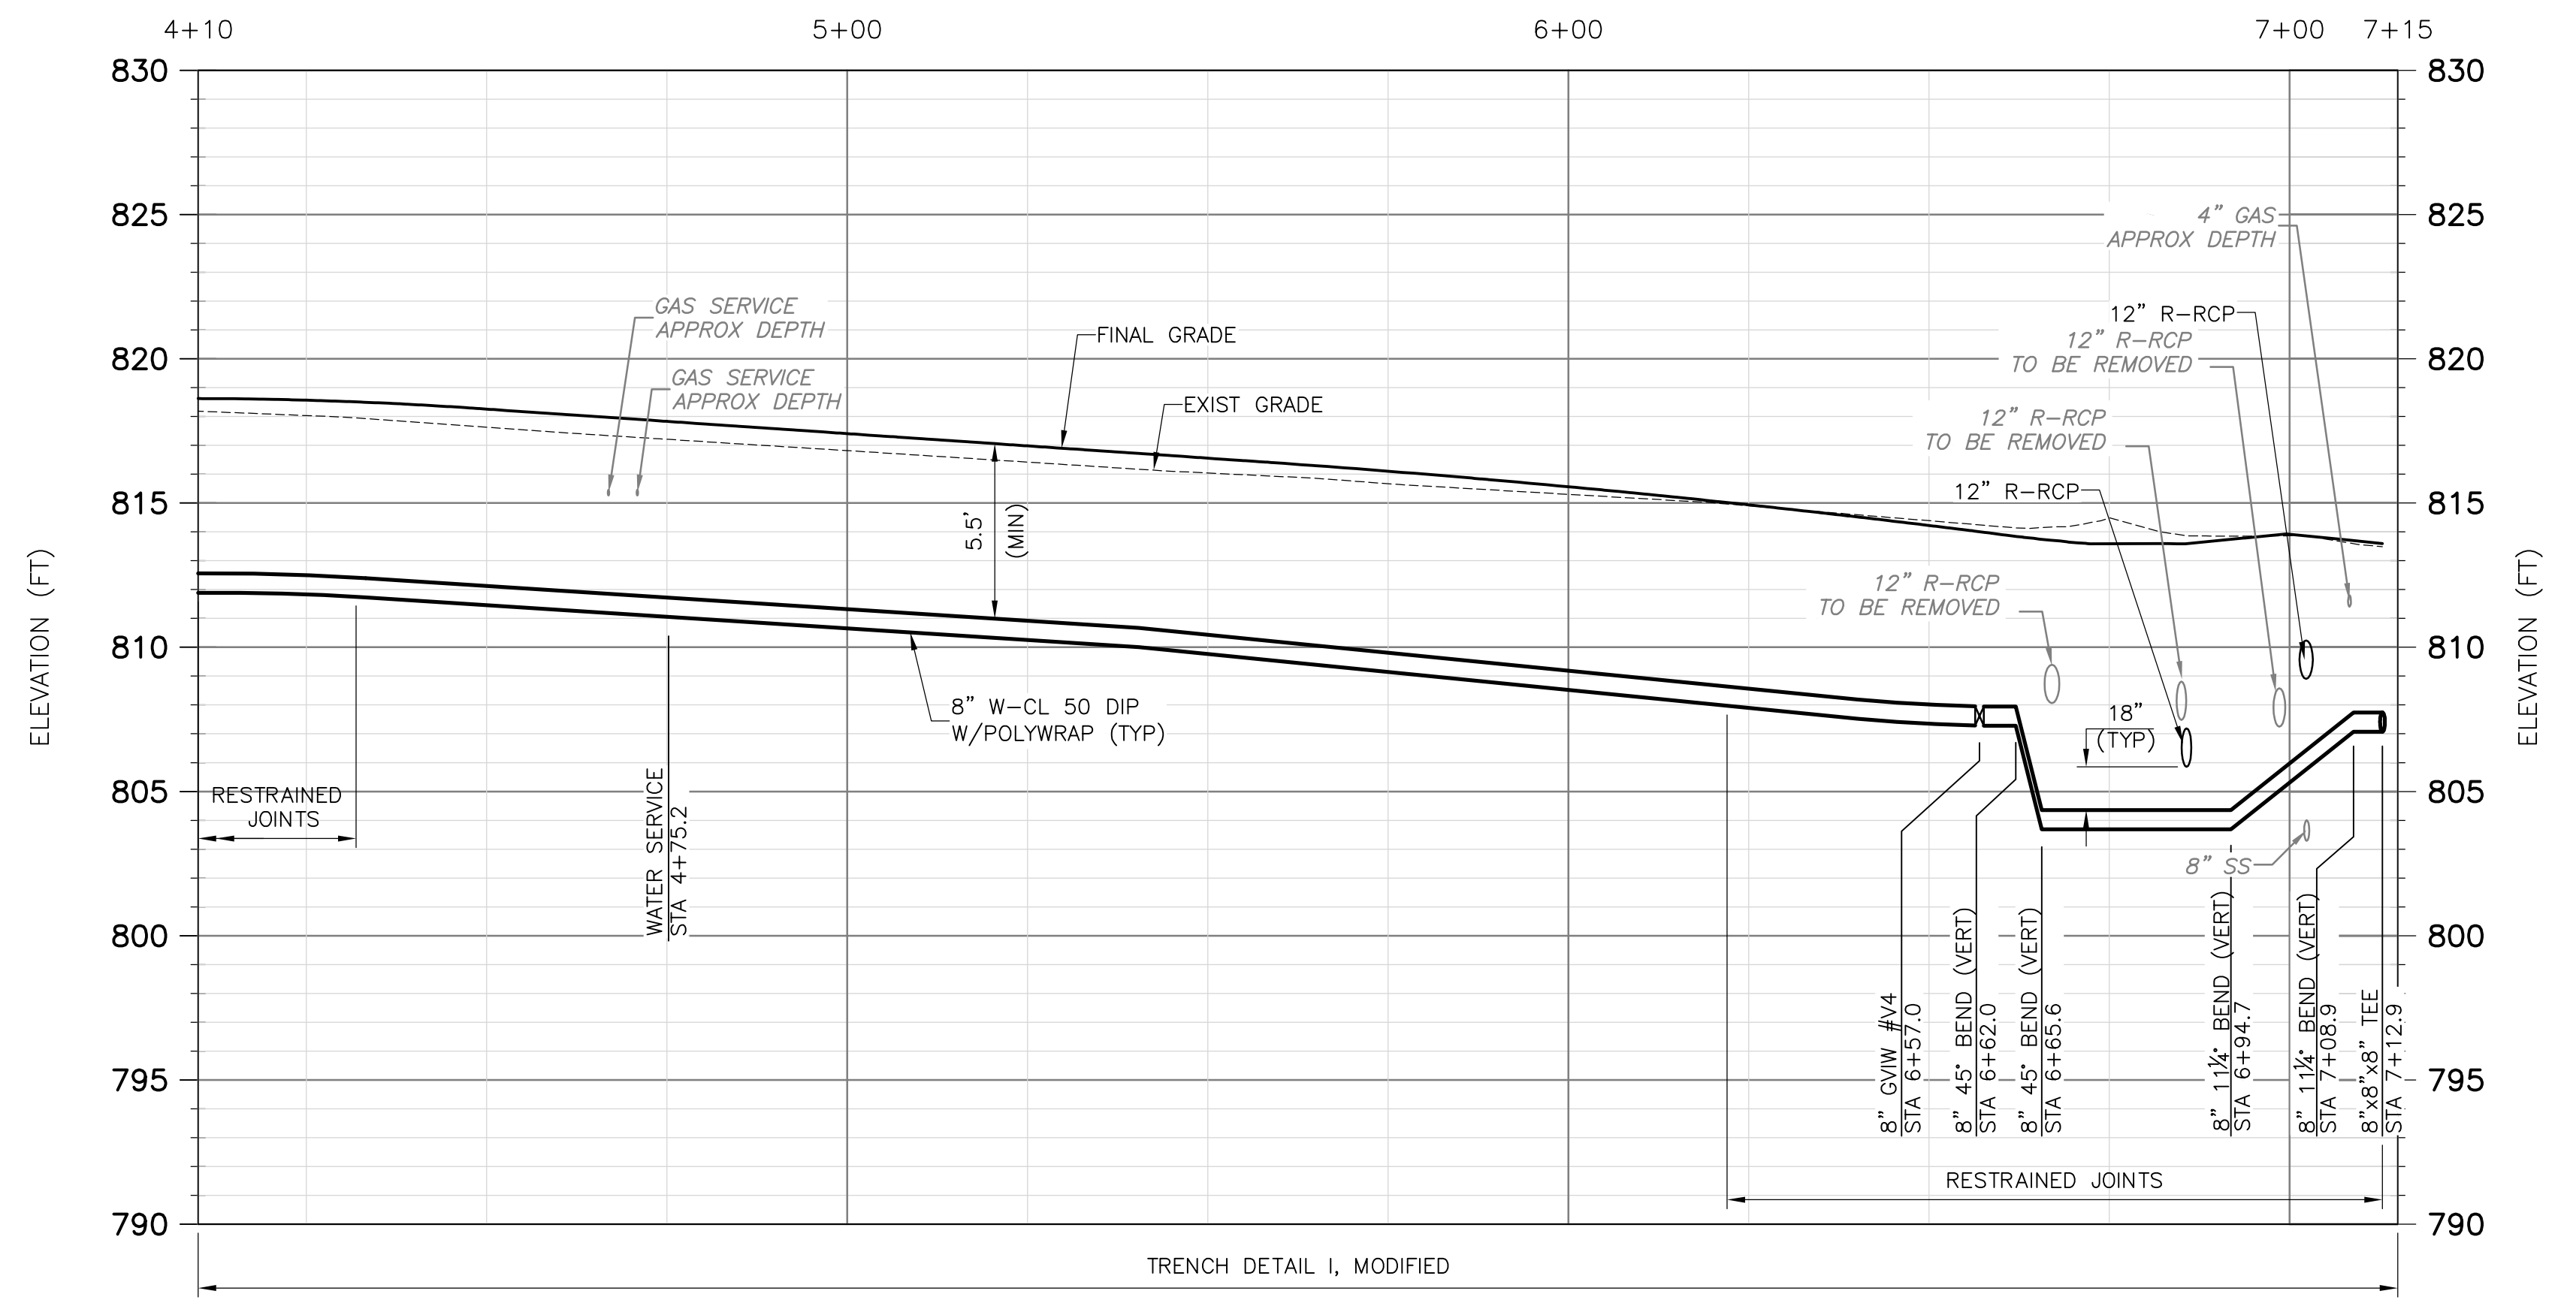 4+10
5+00
6+00
7+00
7+15
830
830
825
825
820
820
815
815
810
810
805
805
800
800
795
795
790
790
ELEVATION (FT)
ELEVATION (FT)
4" GAS
APPROX DEPTH
12" R-RCP
12" R-RCP
TO BE REMOVED
GAS SERVICE
APPROX DEPTH
FINAL GRADE
GAS SERVICE
APPROX DEPTH
EXIST GRADE
12" R-RCP
TO BE REMOVED
12" R-RCP
5.5'
(MIN)
12" R-RCP
TO BE REMOVED
8" W-CL 50 DIP
W/POLYWRAP (TYP)
18"
(TYP)
RESTRAINED
JOINTS
WATER SERVICE
STA 4+75.2
8" SS
8" GVIW #V4
STA 6+57.0
8" 45° BEND (VERT)
STA 6+62.0
8" 45° BEND (VERT)
STA 6+65.6
8" 11¼° BEND (VERT)
STA 6+94.7
8" 11¼° BEND (VERT)
STA 7+08.9
8"x8"x8" TEE
STA 7+12.9
RESTRAINED JOINTS
TRENCH DETAIL I, MODIFIED